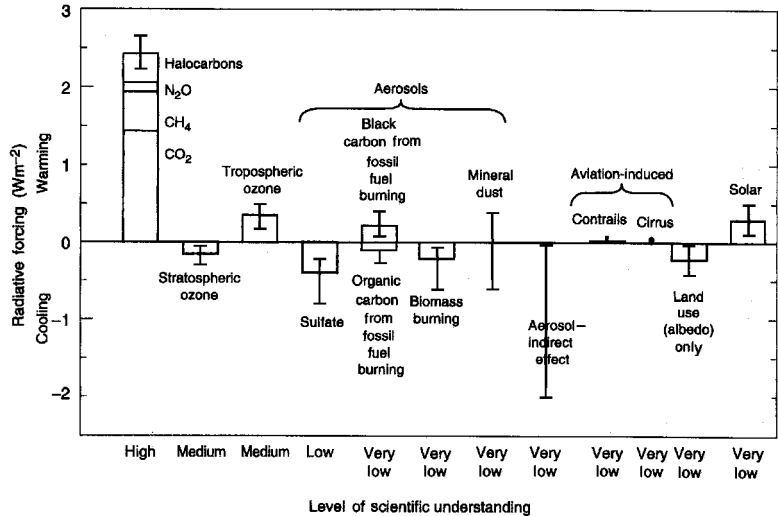 3
2
1
0
−1
−2
Radiative forcing (Wm−2)
Cooling
Warming
Halocarbons
N2O
CH4
CO2
Stratospheric
ozone
Tropospheric
ozone
Aerosols
Sulfate
Black
carbon from
fossil
fuel
burning
Organic
carbon from
fossil
fuel
burning
Biomass
burning
Mineral
dust
Aerosol–
indirect
effect
Aviation-induced
Contrails
Cirrus
Land
use
(albedo)
only
Solar
High
Medium
Medium
Low
Very
low
Very
low
Very
low
Very
low
Very
low
Very
low
Very
low
Very
low
Level of scientific understanding